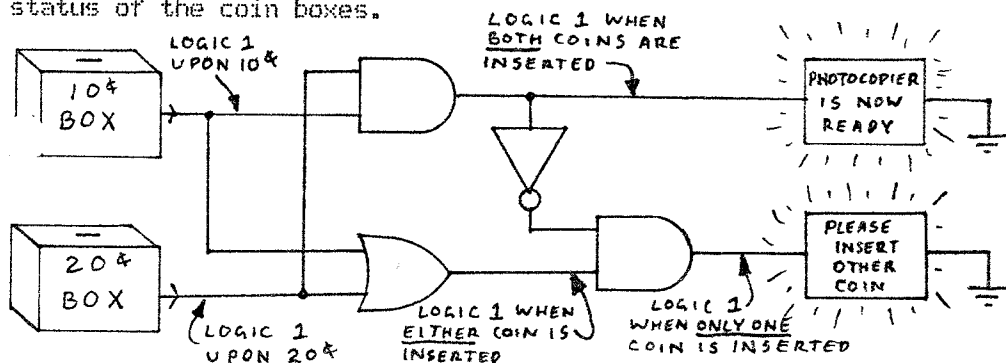 status of the coin boxes.
LOGIC 1
UPON 10¢
LOGIC 1 WHEN
BOTH COINS ARE
INSERTED
10¢
BOX
PHOTOCOPIER
IS NOW
READY
20¢
BOX
LOGIC 1
UPON 20¢
LOGIC 1 WHEN
EITHER COIN IS
INSERTED
LOGIC 1
WHEN ONLY ONE
COIN IS INSERTED
PLEASE
INSERT
OTHER
COIN